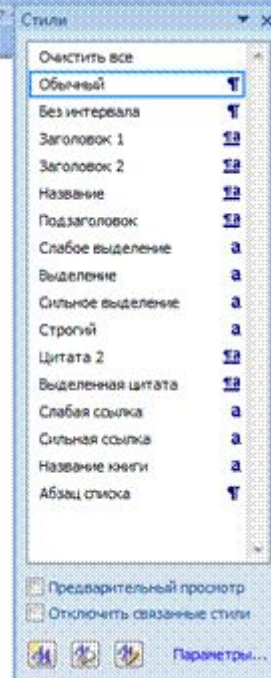 Стили
Очистить все
Обычный ¶
Без интервала ¶
Заголовок 1 ¶a
Заголовок 2 ¶a
Название ¶a
Подзаголовок ¶a
Слабое выделение a
Выделение a
Сильное выделение a
Строгий a
Цитата 2 ¶a
Выделенная цитата ¶a
Слабая ссылка a
Сильная ссылка a
Название книги a
Абзац списка ¶
Предварительный просмотр
Отключить связанные стили
Параметры...